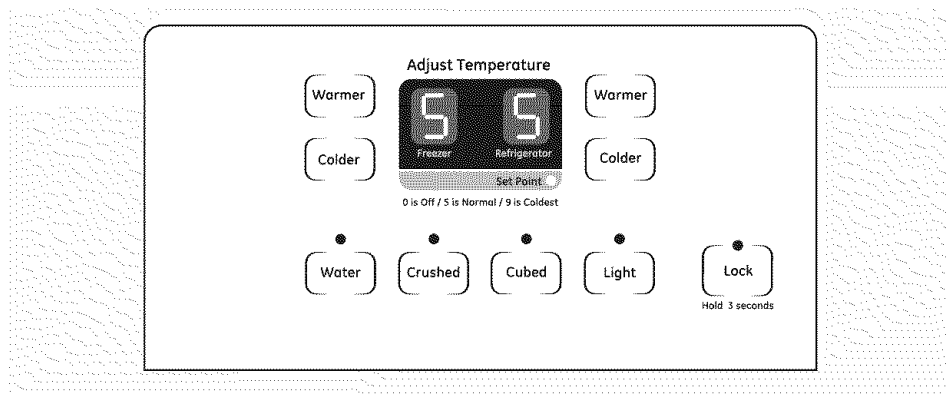 Adjust Temperature
Warmer
5 5
Warmer
Freezer Refrigerator
Colder
Colder
Set Point
0 is Off / 5 is Normal / 9 is Coldest
Water Crushed Cubed Light Lock
Hold 3 seconds